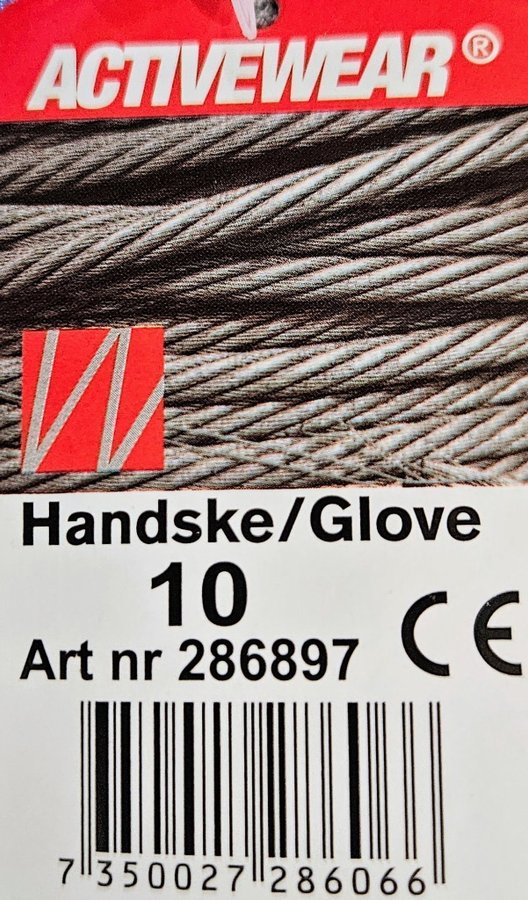 ACTIVEWEAR®
Handske/Glove
10
Art nr 286897
CE
7 350027 286066